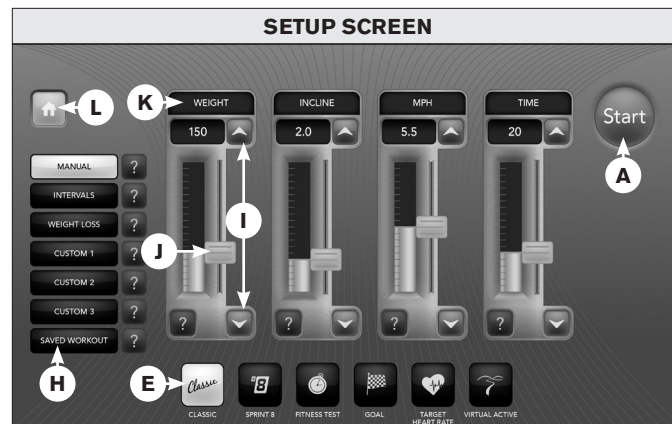 SETUP SCREEN
L
K
WEIGHT
INCLINE
MPH
TIME
150
2.0
5.5
20
Start
A
MANUAL
?
INTERVALS
?
WEIGHT LOSS
?
CUSTOM 1
?
CUSTOM 2
?
CUSTOM 3
?
SAVED WORKOUT
?
H
I
J
?
?
?
?
E
Classic
CLASSIC
8
SPRINT 8
FITNESS TEST
GOAL
TARGET
HEART RATE
VIRTUAL ACTIVE